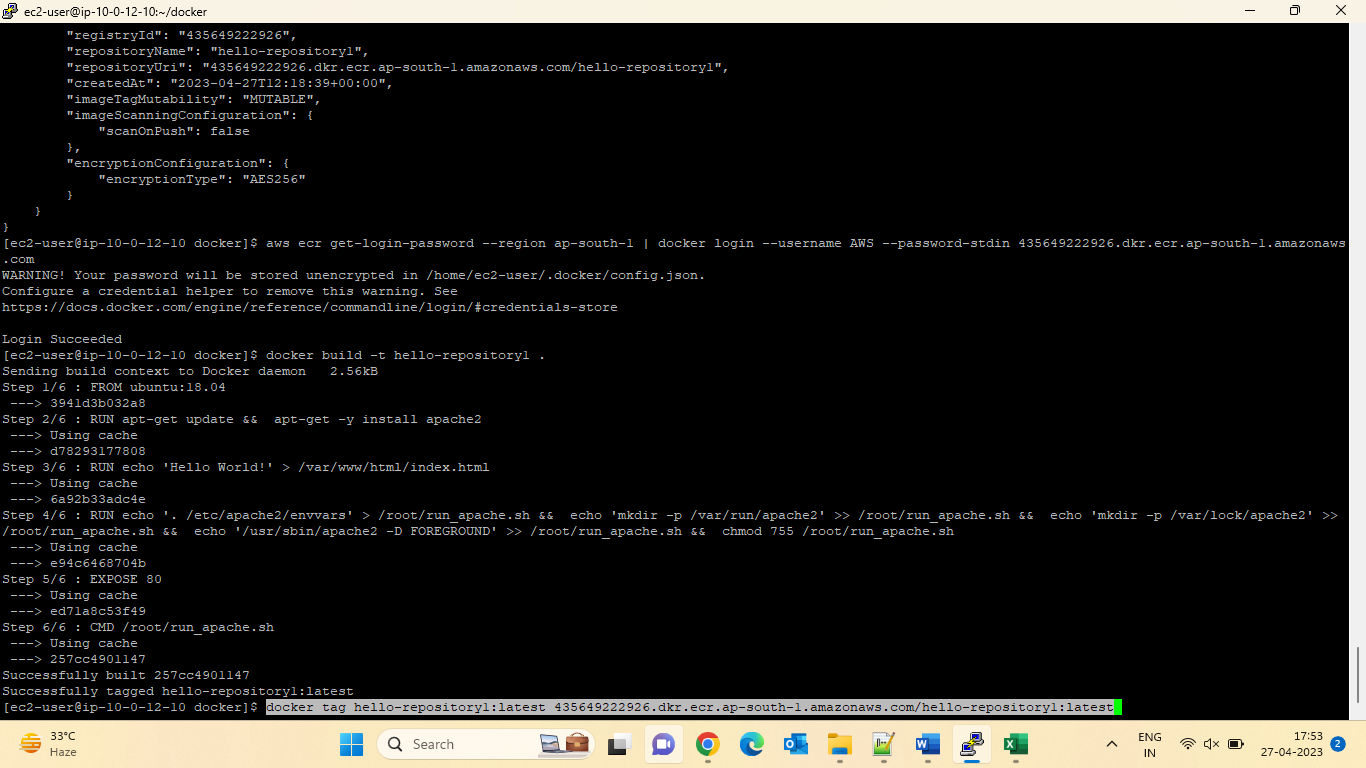 ec2-user@ip-10-0-12-10:~/docker
"registryId": "435649222926",
"repositoryName": "hello-repository1",
"repositoryUri": "435649222926.dkr.ecr.ap-south-1.amazonaws.com/hello-repository1",
"createdAt": "2023-04-27T12:18:39+00:00",
"imageTagMutability": "MUTABLE",
"imageScanningConfiguration": {
"scanOnPush": false
},
"encryptionConfiguration": {
"encryptionType": "AES256"
}
}
}
[ec2-user@ip-10-0-12-10 docker]$ aws ecr get-login-password --region ap-south-1 | docker login --username AWS --password-stdin 435649222926.dkr.ecr.ap-south-1.amazonaws
.com
WARNING! Your password will be stored unencrypted in /home/ec2-user/.docker/config.json.
Configure a credential helper to remove this warning. See
https://docs.docker.com/engine/reference/commandline/login/#credentials-store
Login Succeeded
[ec2-user@ip-10-0-12-10 docker]$ docker build -t hello-repository1 .
Sending build context to Docker daemon 2.56kB
Step 1/6 : FROM ubuntu:18.04
---> 3941d3b032a8
Step 2/6 : RUN apt-get update && apt-get -y install apache2
---> Using cache
---> d78293177808
Step 3/6 : RUN echo 'Hello World!' > /var/www/html/index.html
---> Using cache
---> 6a92b33adc4e
Step 4/6 : RUN echo '. /etc/apache2/envvars' > /root/run_apache.sh && echo 'mkdir -p /var/run/apache2' >> /root/run_apache.sh && echo 'mkdir -p /var/lock/apache2' >>
/root/run_apache.sh && echo '/usr/sbin/apache2 -D FOREGROUND' >> /root/run_apache.sh && chmod 755 /root/run_apache.sh
---> Using cache
---> e94c6468704b
Step 5/6 : EXPOSE 80
---> Using cache
---> ed71a8c53f49
Step 6/6 : CMD /root/run_apache.sh
---> Using cache
---> 257cc4901147
Successfully built 257cc4901147
Successfully tagged hello-repository1:latest
[ec2-user@ip-10-0-12-10 docker]$ docker tag hello-repository1:latest 435649222926.dkr.ecr.ap-south-1.amazonaws.com/hello-repository1:latest
33°C
Haze
Search
ENG
IN
17:53
27-04-2023
2